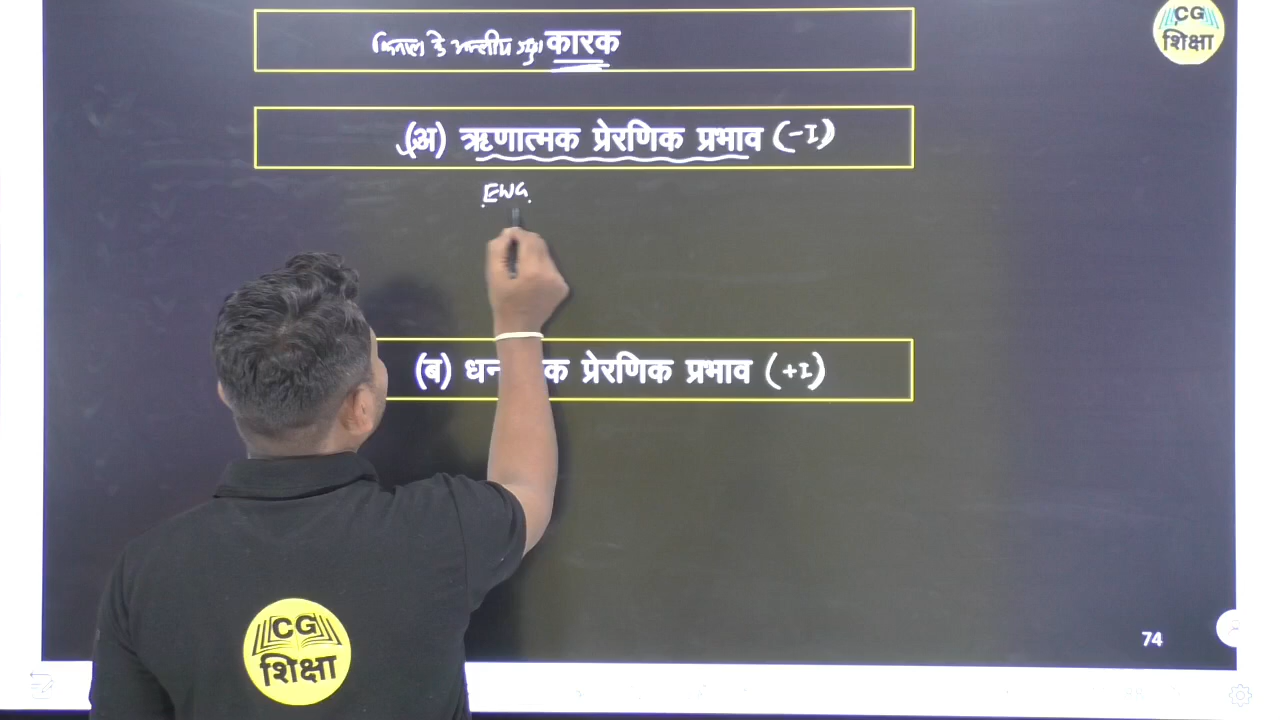 के कारक
CG
शिक्षा
(अ) ऋणात्मक प्रेरणिक प्रभाव (-I)
EWG
(ब) धन क प्रेरणिक प्रभाव (+I)
CG
शिक्षा
74